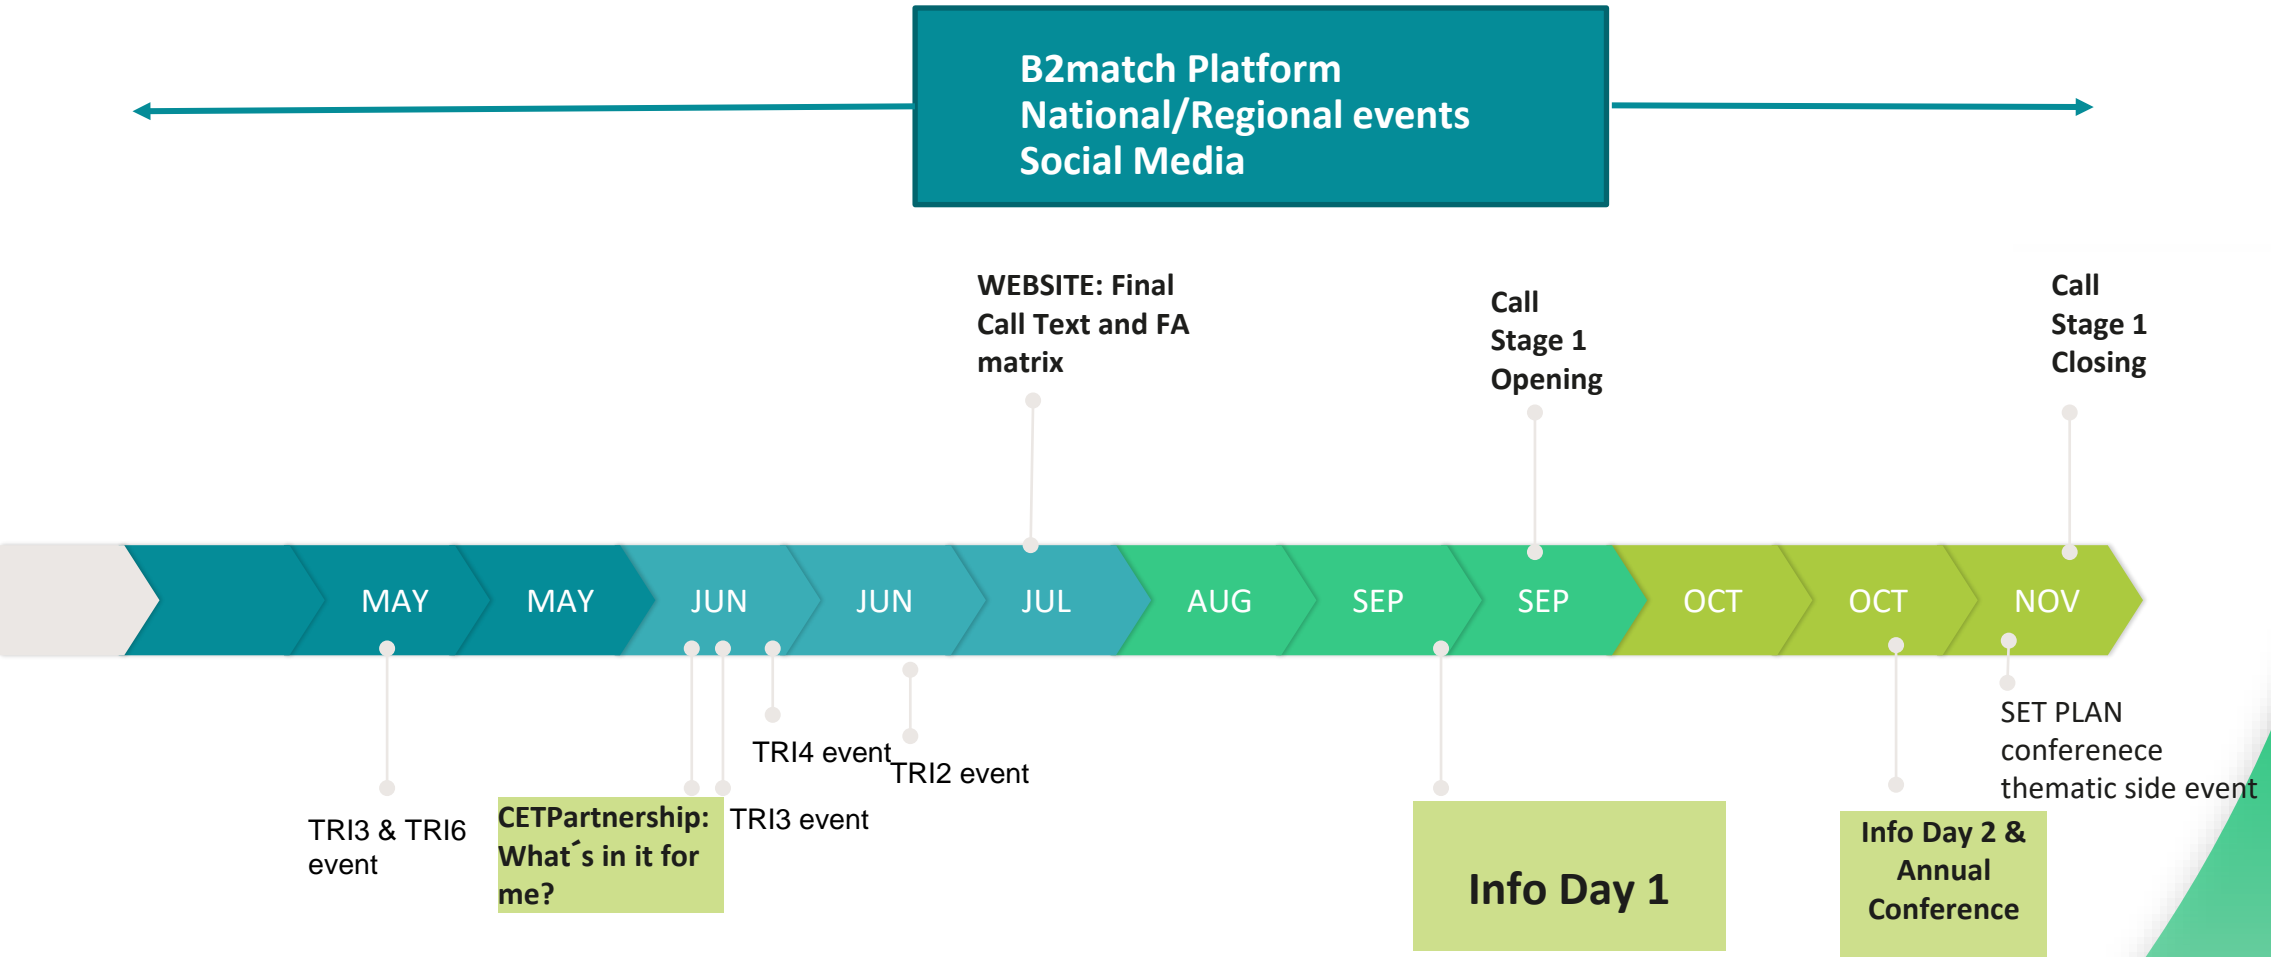 B2match Platform
National/Regional events
Social Media
WEBSITE: Final
Call Text and FA
matrix
Call
Stage 1
Opening
Call
Stage 1
Closing
MAY
MAY
JUN
JUN
JUL
AUG
SEP
SEP
OCT
OCT
NOV
TRI3 & TRI6
event
CETPartnership:
What´s in it for
me?
TRI3 event
TRI4 event
TRI2 event
Info Day 1
Info Day 2 &
Annual
Conference
SET PLAN
conferenece
thematic side event